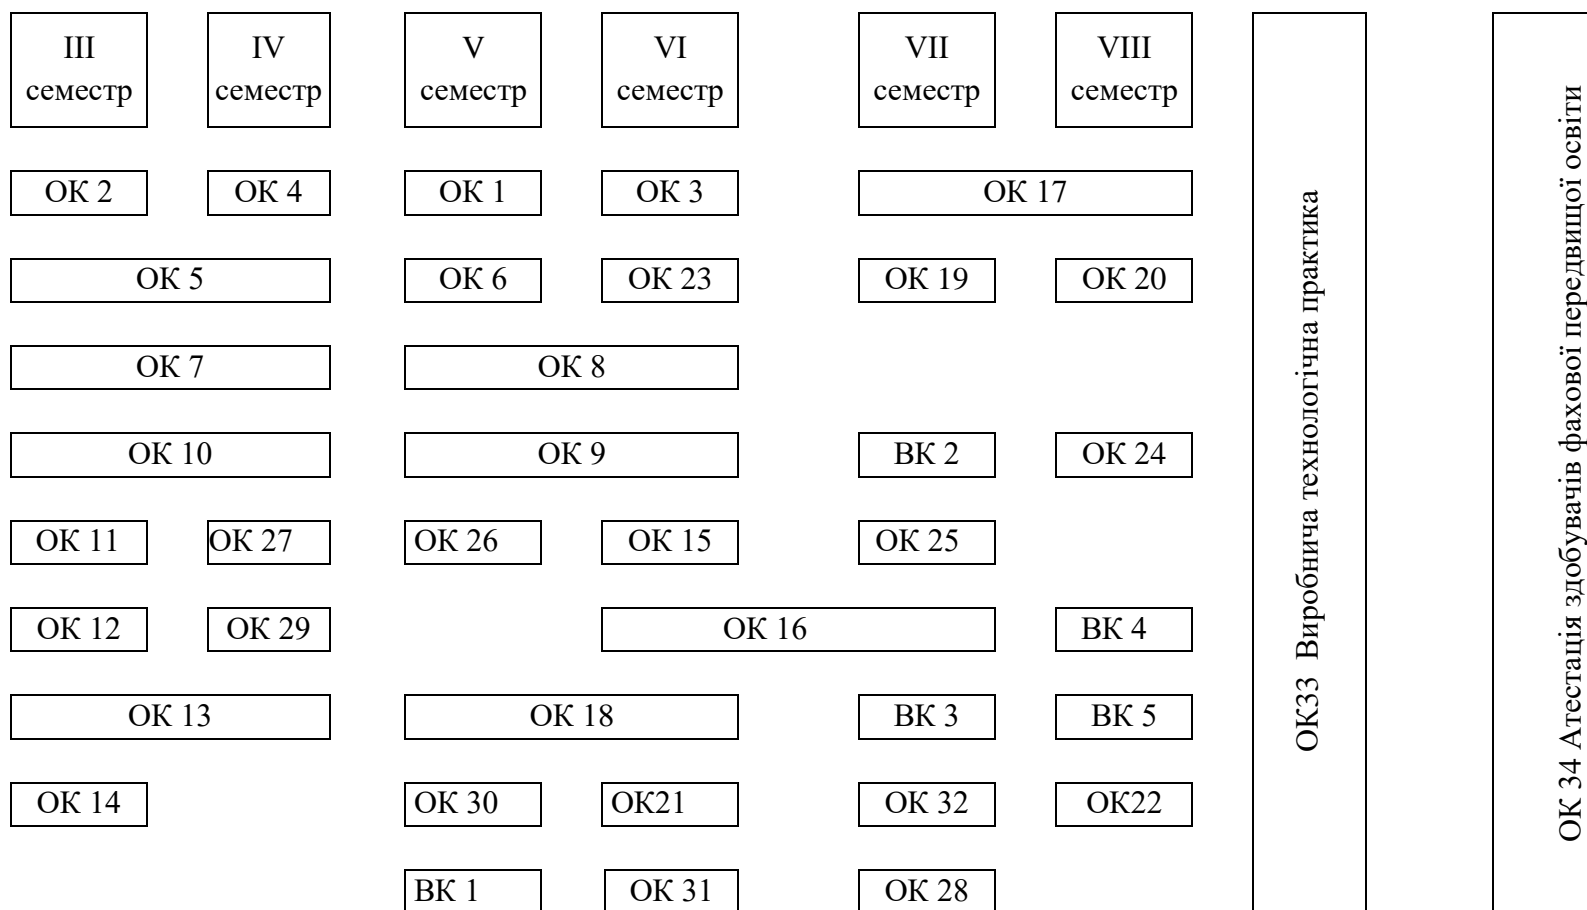 III
семестр
IV
семестр
V
семестр
VI
семестр
VII
семестр
VIII
семестр
ОК 2
ОК 4
ОК 1
ОК 3
ОК 17
ОК 5
ОК 6
ОК 23
ОК 19
ОК 20
ОК 7
ОК 8
ОК 10
ОК 9
ВК 2
ОК 24
ОК 11
ОК 27
ОК 26
ОК 15
ОК 25
ОК 12
ОК 29
ОК 16
ВК 4
ОК 13
ОК 18
ВК 3
ВК 5
ОК 14
ОК 30
ОК21
ОК 32
ОК22
ВК 1
ОК 31
ОК 28
ОК33 Виробнича технологічна практика
ОК 34 Атестація здобувачів фахової передвищої освіти